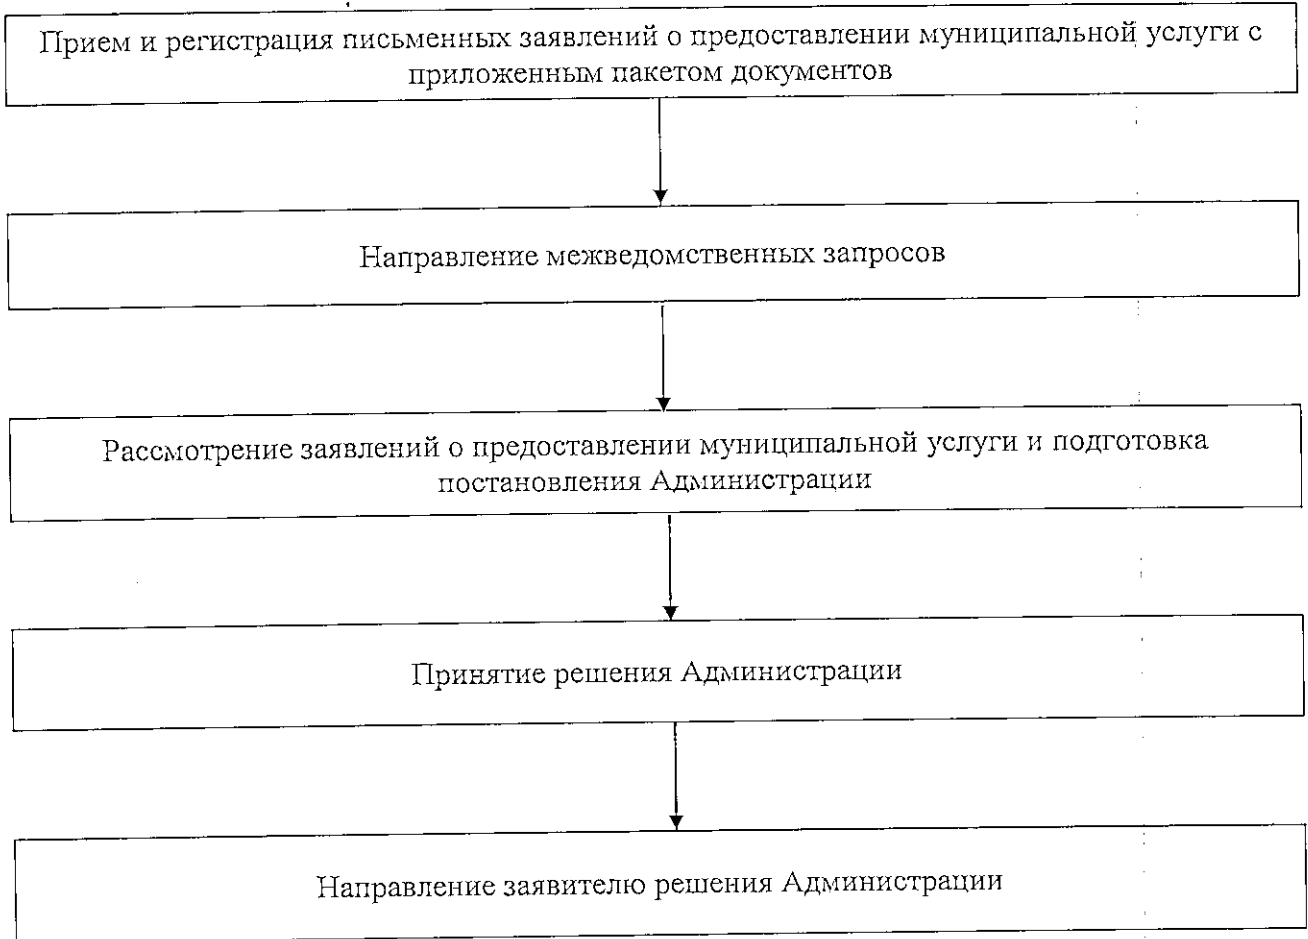 Прием и регистрация письменных заявлений о предоставлении муниципальной услуги с
приложенным пакетом документов
Направление межведомственных запросов
Рассмотрение заявлений о предоставлении муниципальной услуги и подготовка
постановления Администрации
Принятие решения Администрации
Направление заявителю решения Администрации